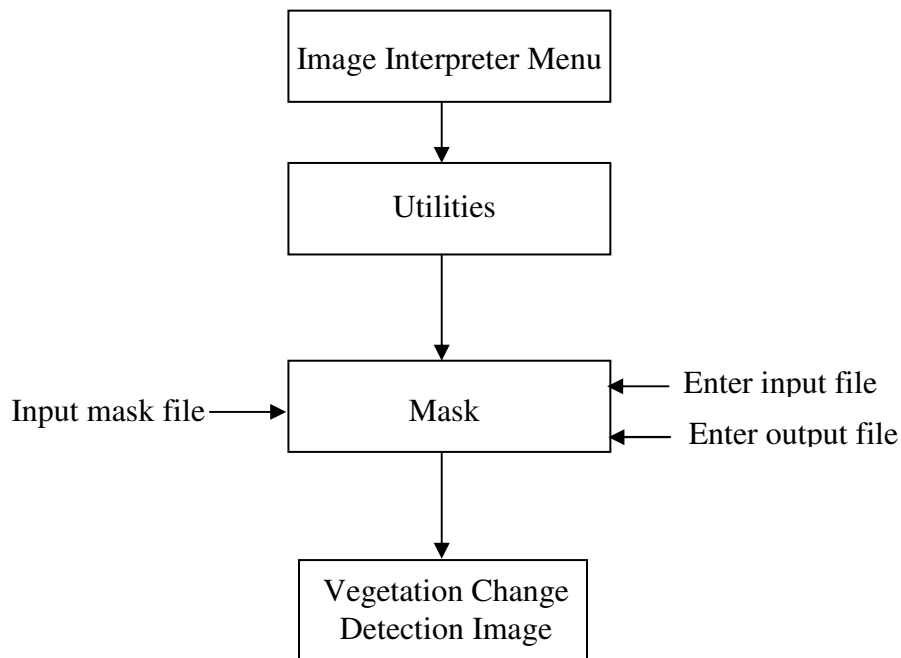 Image Interpreter Menu
Utilities
Enter input file
Input mask file
Mask
Enter output file
Vegetation Change
Detection Image